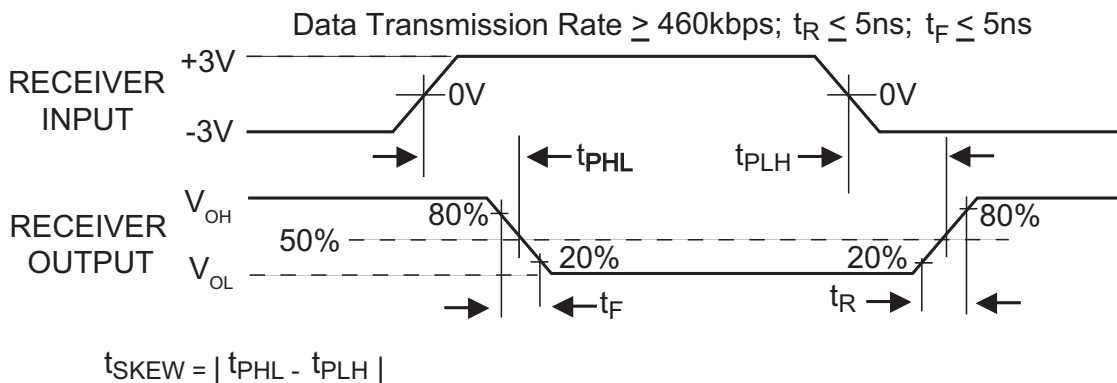 Data Transmission Rate ≥ 460kbps; tR ≤ 5ns; tF ≤ 5ns
+3V
RECEIVER
INPUT
0V
0V
-3V
tPHL
tPLH
VOH
RECEIVER
OUTPUT
80%
80%
50%
20%
20%
VOL
tF
tR
tSKEW = | tPHL - tPLH |